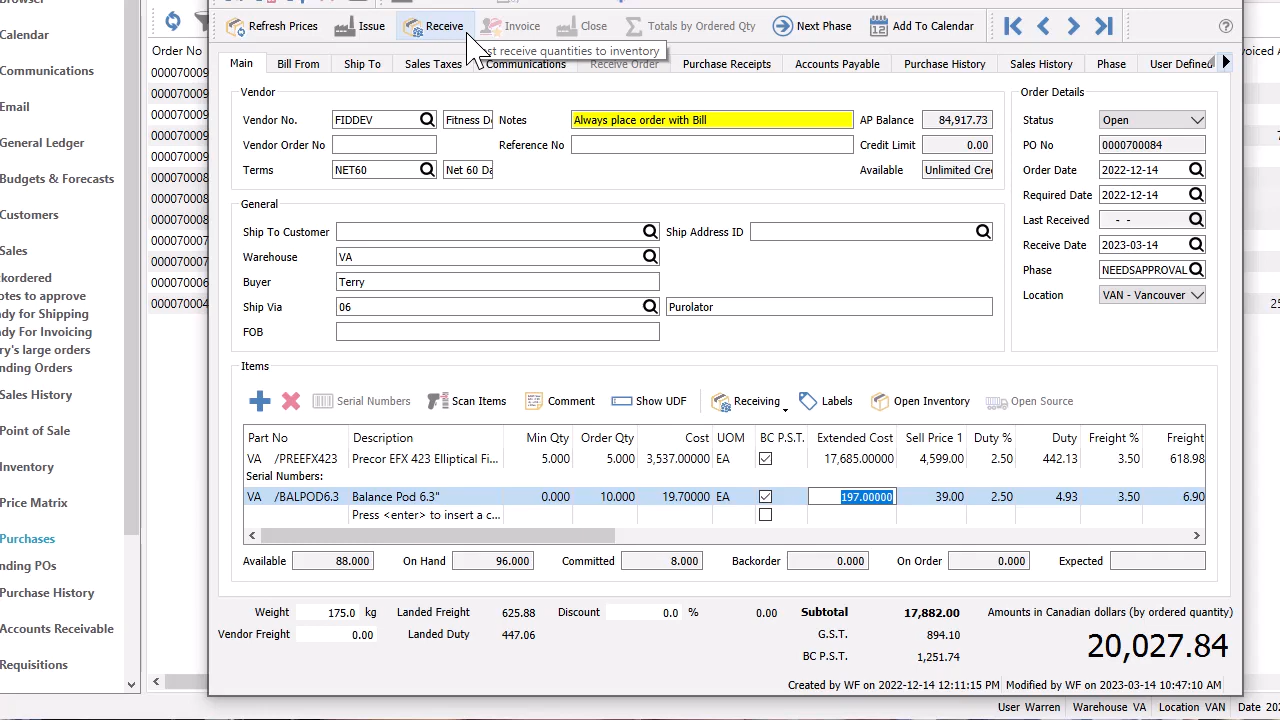 Refresh Prices Issue Receive Invoice Close Totals by Ordered Qty Next Phase Add To Calendar
receive quantities to inventory
Main Bill From Ship To Sales Taxes Communications Receive Order Purchase Receipts Accounts Payable Purchase History Sales History Phase User Defined
Calendar
Communications
Email
General Ledger
Budgets & Forecasts
Customers
Sales
ckordered
otes to approve
dy for Shipping
dy For Invoicing
ry's large orders
nding Orders
Sales History
Point of Sale
Inventory
Price Matrix
Purchases
nding POs
Purchase History
Accounts Receivable
Requisitions
Order No
000070009
000070009
000070009
000070009
000070008
000070008
000070008
000070008
000070007
000070007
000070006
000070004
Vendor
Vendor No. FIDDEV Fitness De Notes Always place order with Bill AP Balance 84,917.73
Vendor Order No Reference No Credit Limit 0.00
Terms NET60 Net 60 Da Available Unlimited Cre
General
Ship To Customer Ship Address ID
Warehouse VA
Buyer Terry
Ship Via 06 Purolator
FOB
Order Details
Status Open
PO No 0000700084
Order Date 2022-12-14
Required Date 2022-12-14
Last Received - -
Receive Date 2023-03-14
Phase NEEDSAPPROVAL
Location VAN - Vancouver
Items
Serial Numbers Scan Items Comment Show UDF Receiving Labels Open Inventory Open Source
Part No Description Min Qty Order Qty Cost UOM BC P.S.T. Extended Cost Sell Price 1 Duty % Duty Freight % Freight
VA /PREEFX423 Precor EFX 423 Elliptical Fi... 5.000 5.000 3,537.00000 EA 17,685.00000 4,599.00 2.50 442.13 3.50 618.98
Serial Numbers:
VA /BALPOD6.3 Balance Pod 6.3" 0.000 10.000 19.70000 EA 197.00000 39.00 2.50 4.93 3.50 6.90
Press <enter> to insert a c...
Available 88.000 On Hand 96.000 Committed 8.000 Backorder 0.000 On Order 0.000 Expected
Weight 175.0 kg Landed Freight 625.88 Discount 0.0 % 0.00 Subtotal 17,882.00 Amounts in Canadian dollars (by ordered quantity)
Vendor Freight 0.00 Landed Duty 447.06 G.S.T. 894.10 20,027.84
BC P.S.T. 1,251.74
Created by WF on 2022-12-14 12:11:15 PM Modified by WF on 2023-03-14 10:47:10 AM
User Warren Warehouse VA Location VAN Date 20